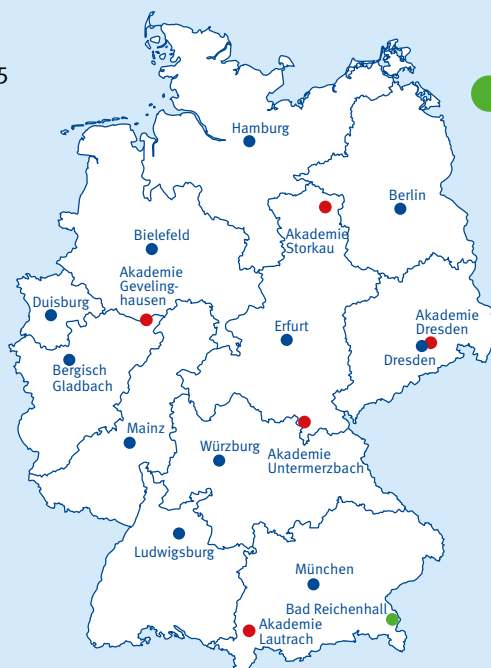 5
Hamburg
Berlin
Akademie
Storkau
Bielefeld
Akademie
Geveling-
hausen
Duisburg
Akademie
Dresden
Erfurt
Dresden
Bergisch
Gladbach
Mainz
Würzburg
Akademie
Untermerzbach
Ludwigsburg
München
Bad Reichenhall
Akademie
Lautrach